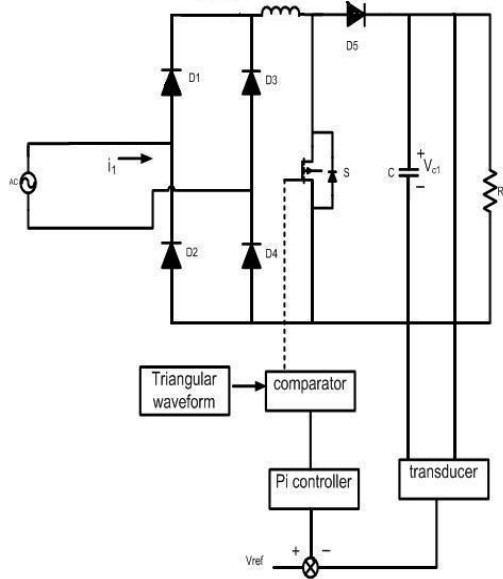 D5
D1
D3
i1
AC
S
C
+
Vc1
−
R
D2
D4
Triangular
waveform
comparator
Pi controller
transducer
+
−
Vref